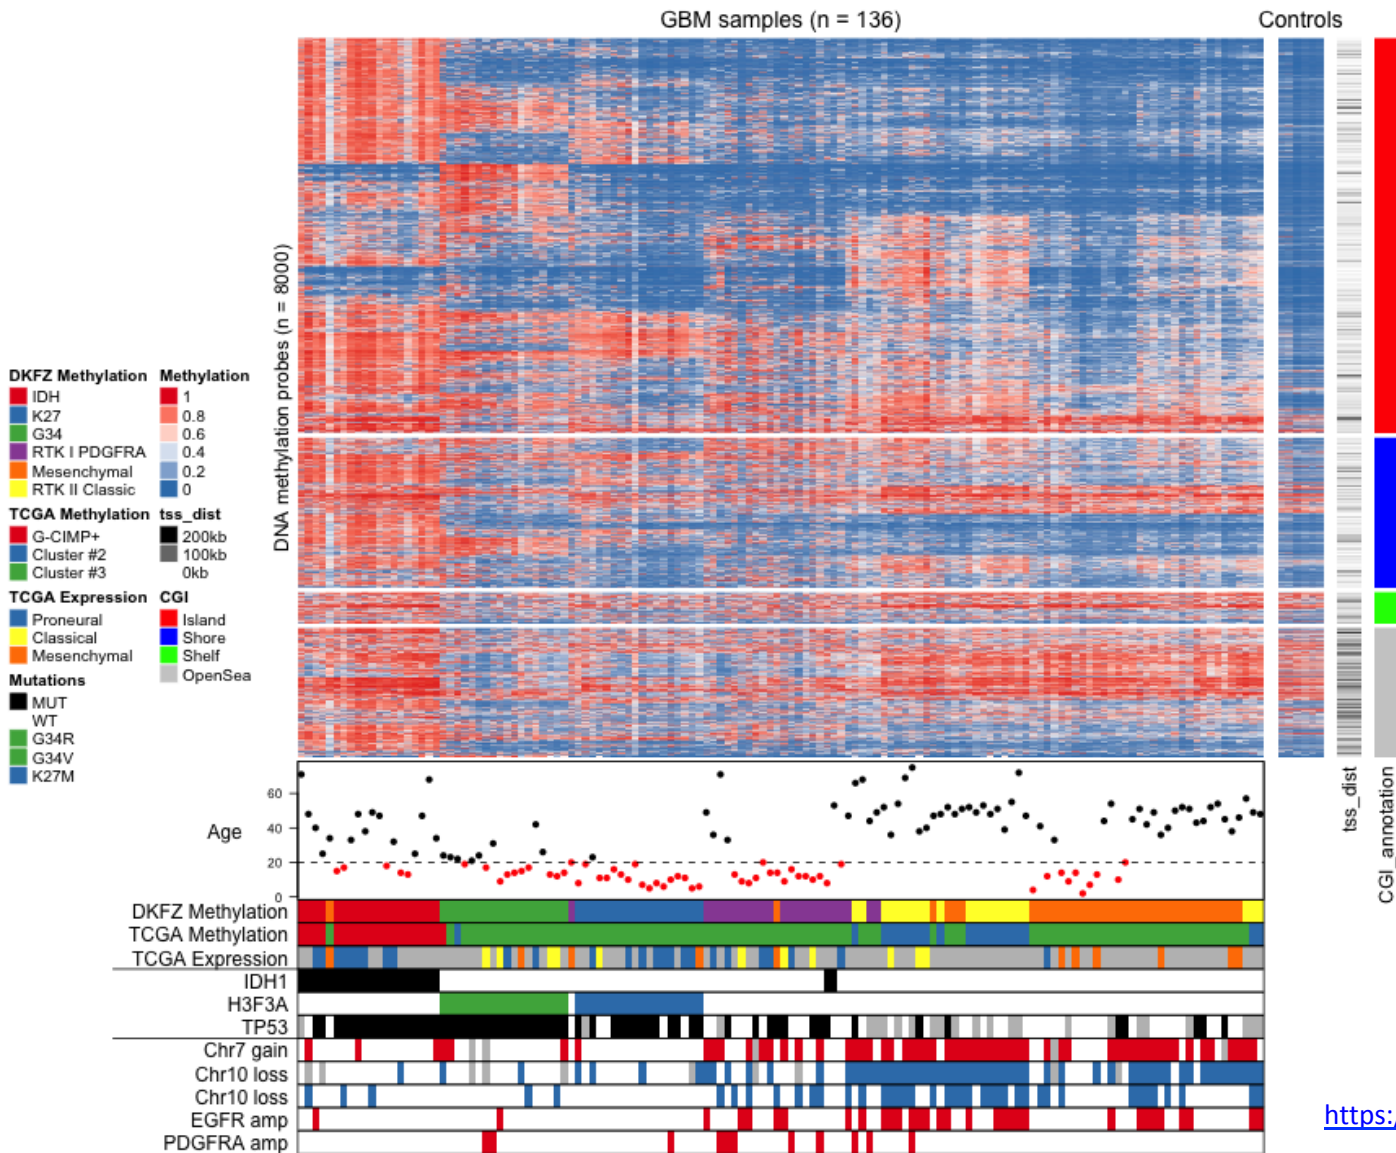 GBM samples (n = 136)
Controls
DNA methylation probes (n = 8000)
DKFZ Methylation
IDH
K27
G34
RTK I PDGFRA
Mesenchymal
RTK II Classic
Methylation
1
0.8
0.6
0.4
0.2
0
TCGA Methylation
G-CIMP+
Cluster #2
Cluster #3
tss_dist
200kb
100kb
0kb
TCGA Expression
Proneural
Classical
Mesenchymal
CGI
Island
Shore
Shelf
OpenSea
Mutations
MUT
WT
G34R
G34V
K27M
tss_dist
CGI_annotation
Age
60
40
20
0
DKFZ Methylation
TCGA Methylation
TCGA Expression
IDH1
H3F3A
TP53
Chr7 gain
Chr10 loss
Chr10 loss
EGFR amp
PDGFRA amp
https:/